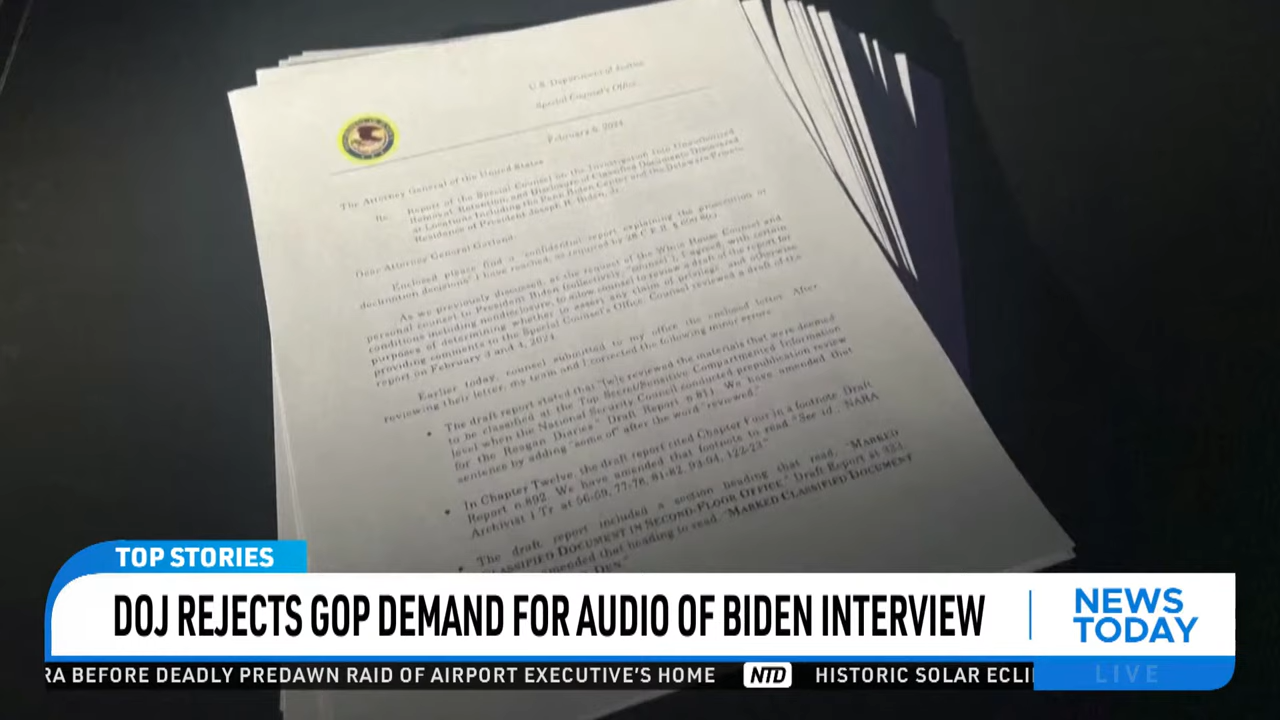 U.S. Department of Justice
Special Counsel's Office
February 5, 2024
The Attorney General of the United States
Re: Report of the Special Counsel on the Investigation Into Unauthorized
Removal, Retention, and Disclosure of Classified Documents Discovered
at Locations Including the Penn Biden Center and the Delaware Private
Residence of President Joseph R. Biden, Jr.
Dear Attorney General Garland:
Enclosed please find a "confidential report explaining the prosecution or
declination decisions" I have reached, as required by 28 C.F.R. § 600.8(c).
As we previously discussed, at the request of the White House Counsel and
personal counsel to President Biden (collectively, "counsel"), I agreed, with certain
conditions including nondisclosure, to allow counsel to review a draft of the report for
purposes of determining whether to assert any claim of privilege and otherwise
providing comments to the Special Counsel's Office. Counsel reviewed a draft of the
report on February 3 and 4, 2024.
Earlier today, counsel submitted to my office the enclosed letter. After
reviewing their letter, my team and I corrected the following minor errors
• The draft report stated that "[w]e reviewed the materials that were deemed
to be classified at the Top Secret/Sensitive Compartmented Information
level when the National Security Council conducted prepublication review
for the Reagan Diaries." Draft Report n.811. We have amended that
sentence by adding "some of" after the word "reviewed."
• In Chapter Twelve, the draft report cited Chapter Four in a footnote. Draft
Report n.892. We have amended that footnote to read "See id., NARA
Archivist 1 Tr. at 56-59, 77-78, 81-82, 93-94, 122-23."
• The draft report included a section heading that read, "MARKED
CLASSIFIED DOCUMENT IN SECOND-FLOOR OFFICE." Draft Report at 323.
amended that heading to read, "MARKED CLASSIFIED DOCUMENT
DEN."
TOP STORIES
DOJ REJECTS GOP DEMAND FOR AUDIO OF BIDEN INTERVIEW
NEWS
TODAY
RA BEFORE DEADLY PREDAWN RAID OF AIRPORT EXECUTIVE'S HOME NTD HISTORIC SOLAR ECLI
LIVE